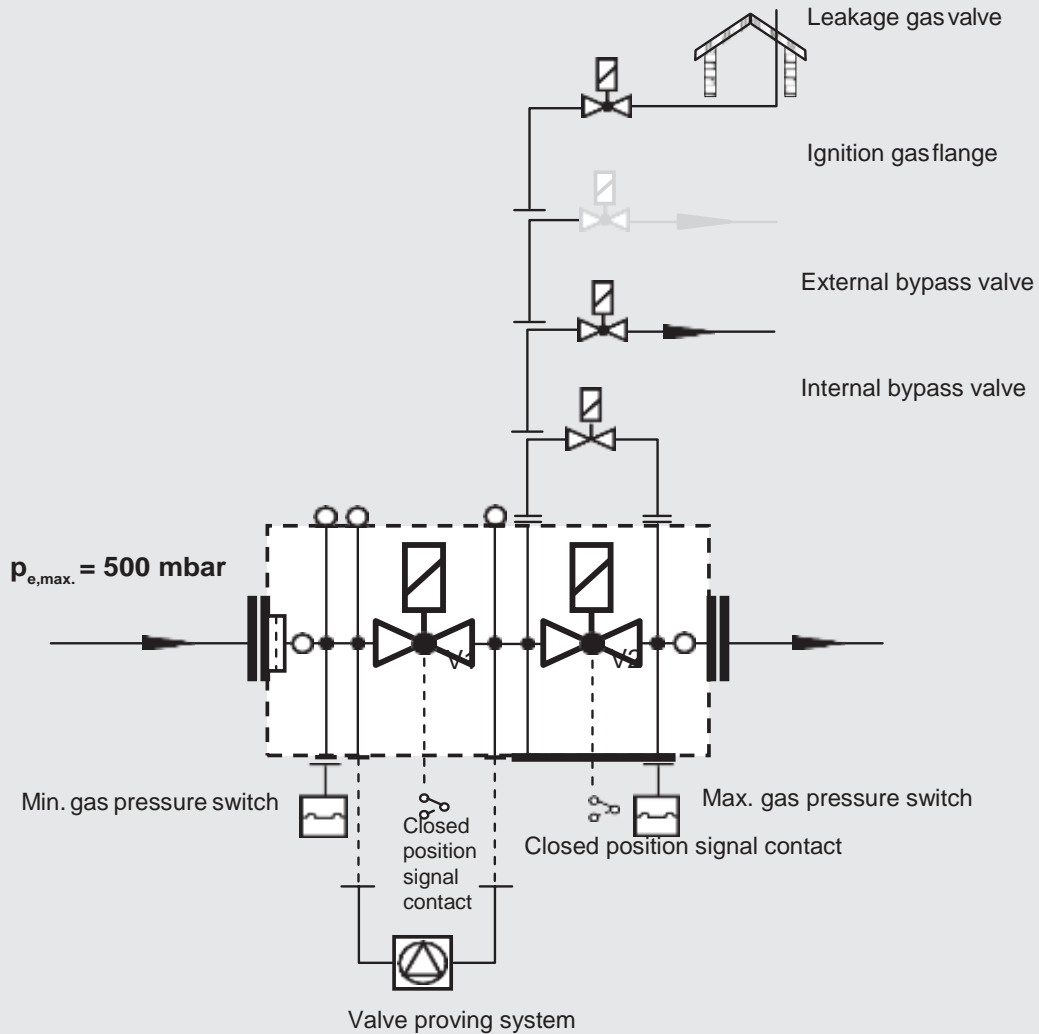 Leakage gas valve
Ignition gas flange
External bypass valve
Internal bypass valve
pe,max. = 500 mbar
V1
V2
Min. gas pressure switch
Max. gas pressure switch
Closed
position
signal
contact
Closed position signal contact
Valve proving system